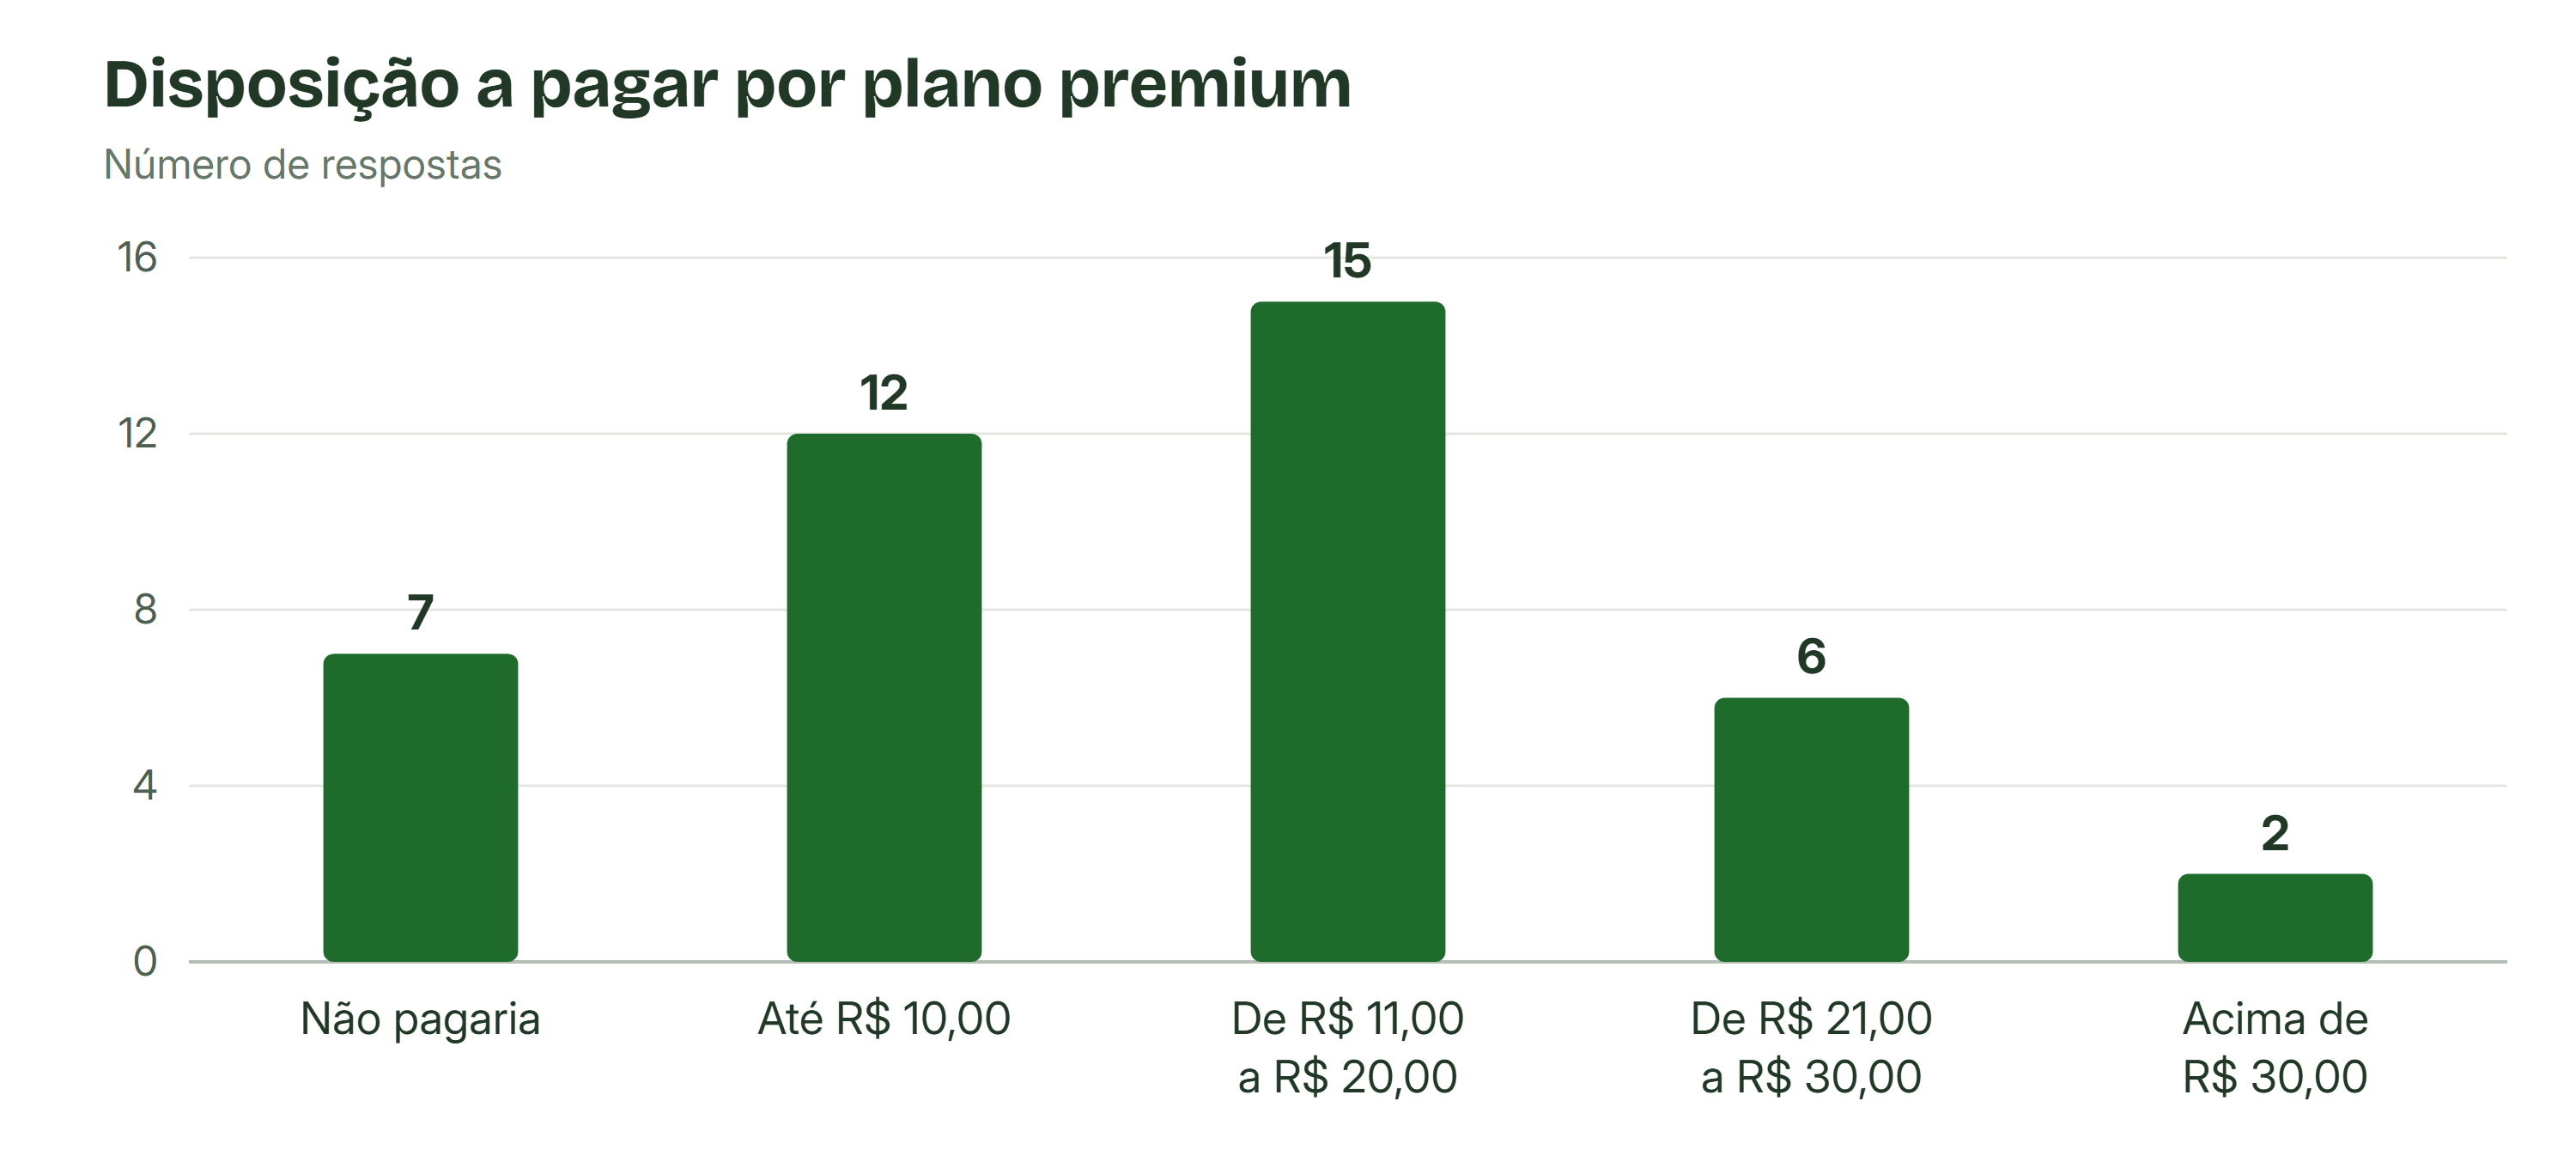 Disposição a pagar por plano premium
Número de respostas
16
15
12
12
8
7
6
4
2
0
Não pagaria
Até R$ 10,00
De R$ 11,00
a R$ 20,00
De R$ 21,00
a R$ 30,00
Acima de
R$ 30,00